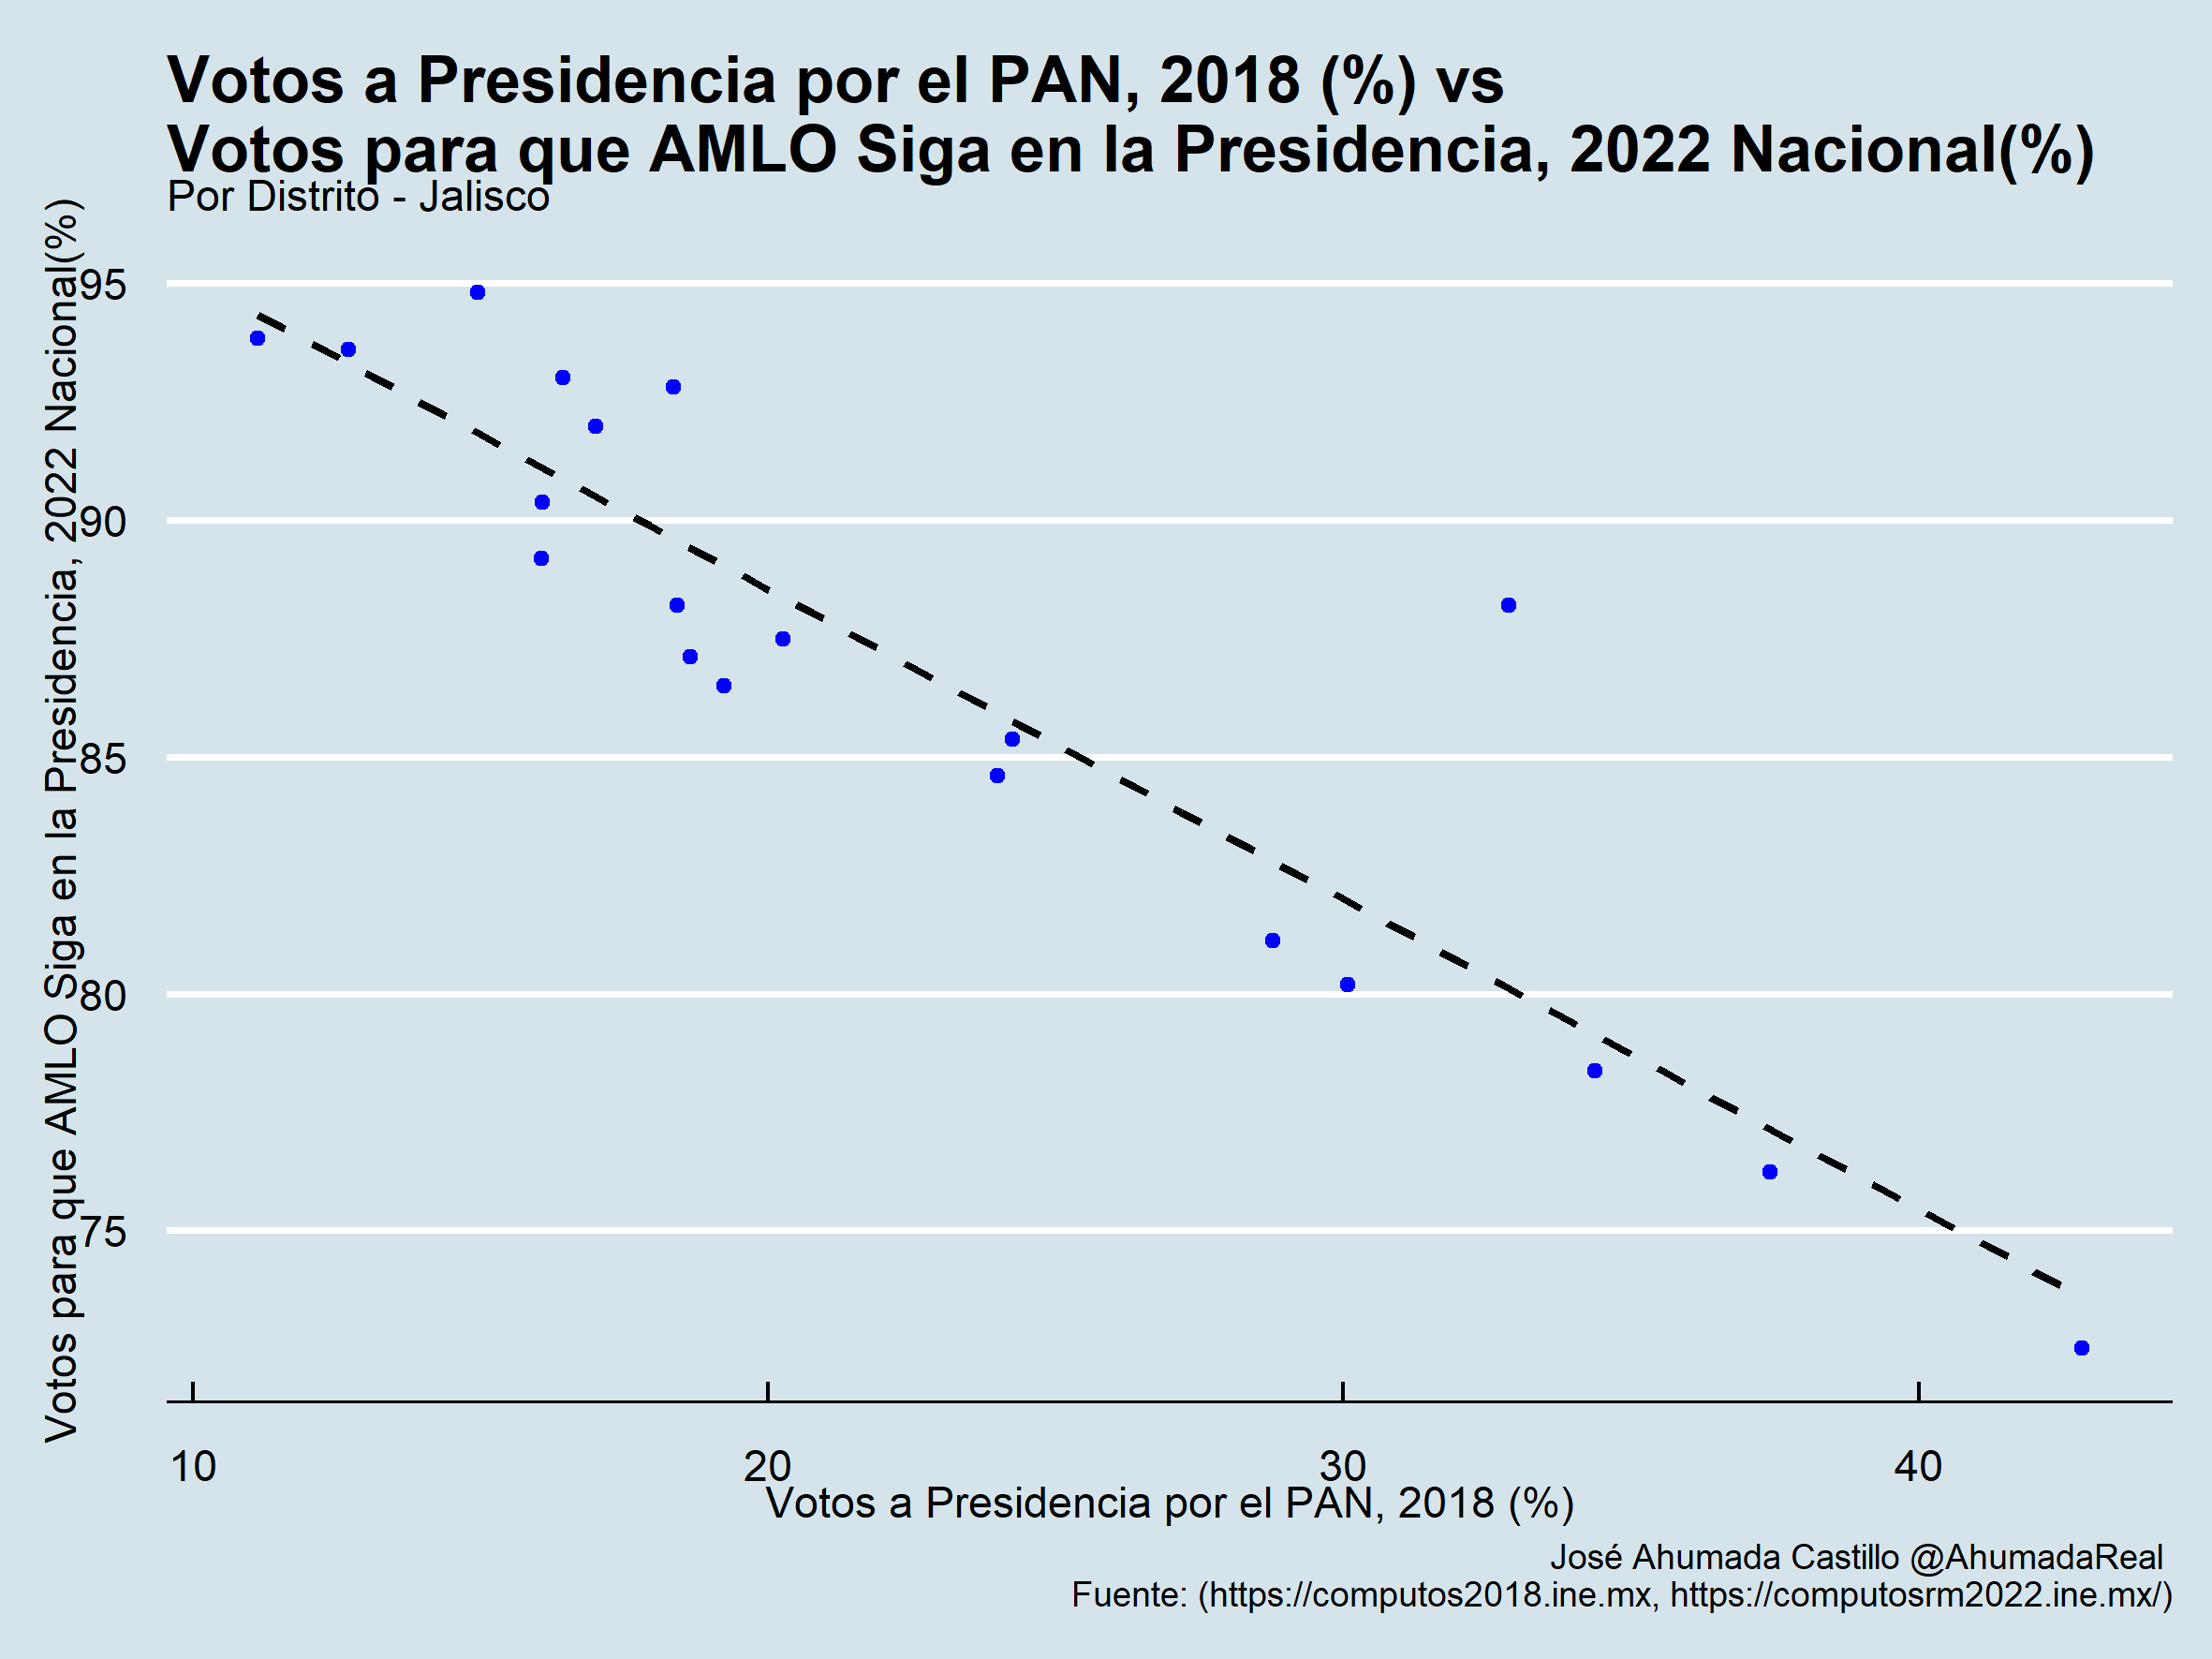 Votos a Presidencia por el PAN, 2018 (%) vs
Votos para que AMLO Siga en la Presidencia, 2022 Nacional(%)
Por Distrito - Jalisco
Votos para que AMLO Siga en la Presidencia, 2022 Nacional(%)
95
90
85
80
75
10 20 30 40
Votos a Presidencia por el PAN, 2018 (%)
José Ahumada Castillo @AhumadaReal
Fuente: (https://computos2018.ine.mx, https://computosrm2022.ine.mx/)